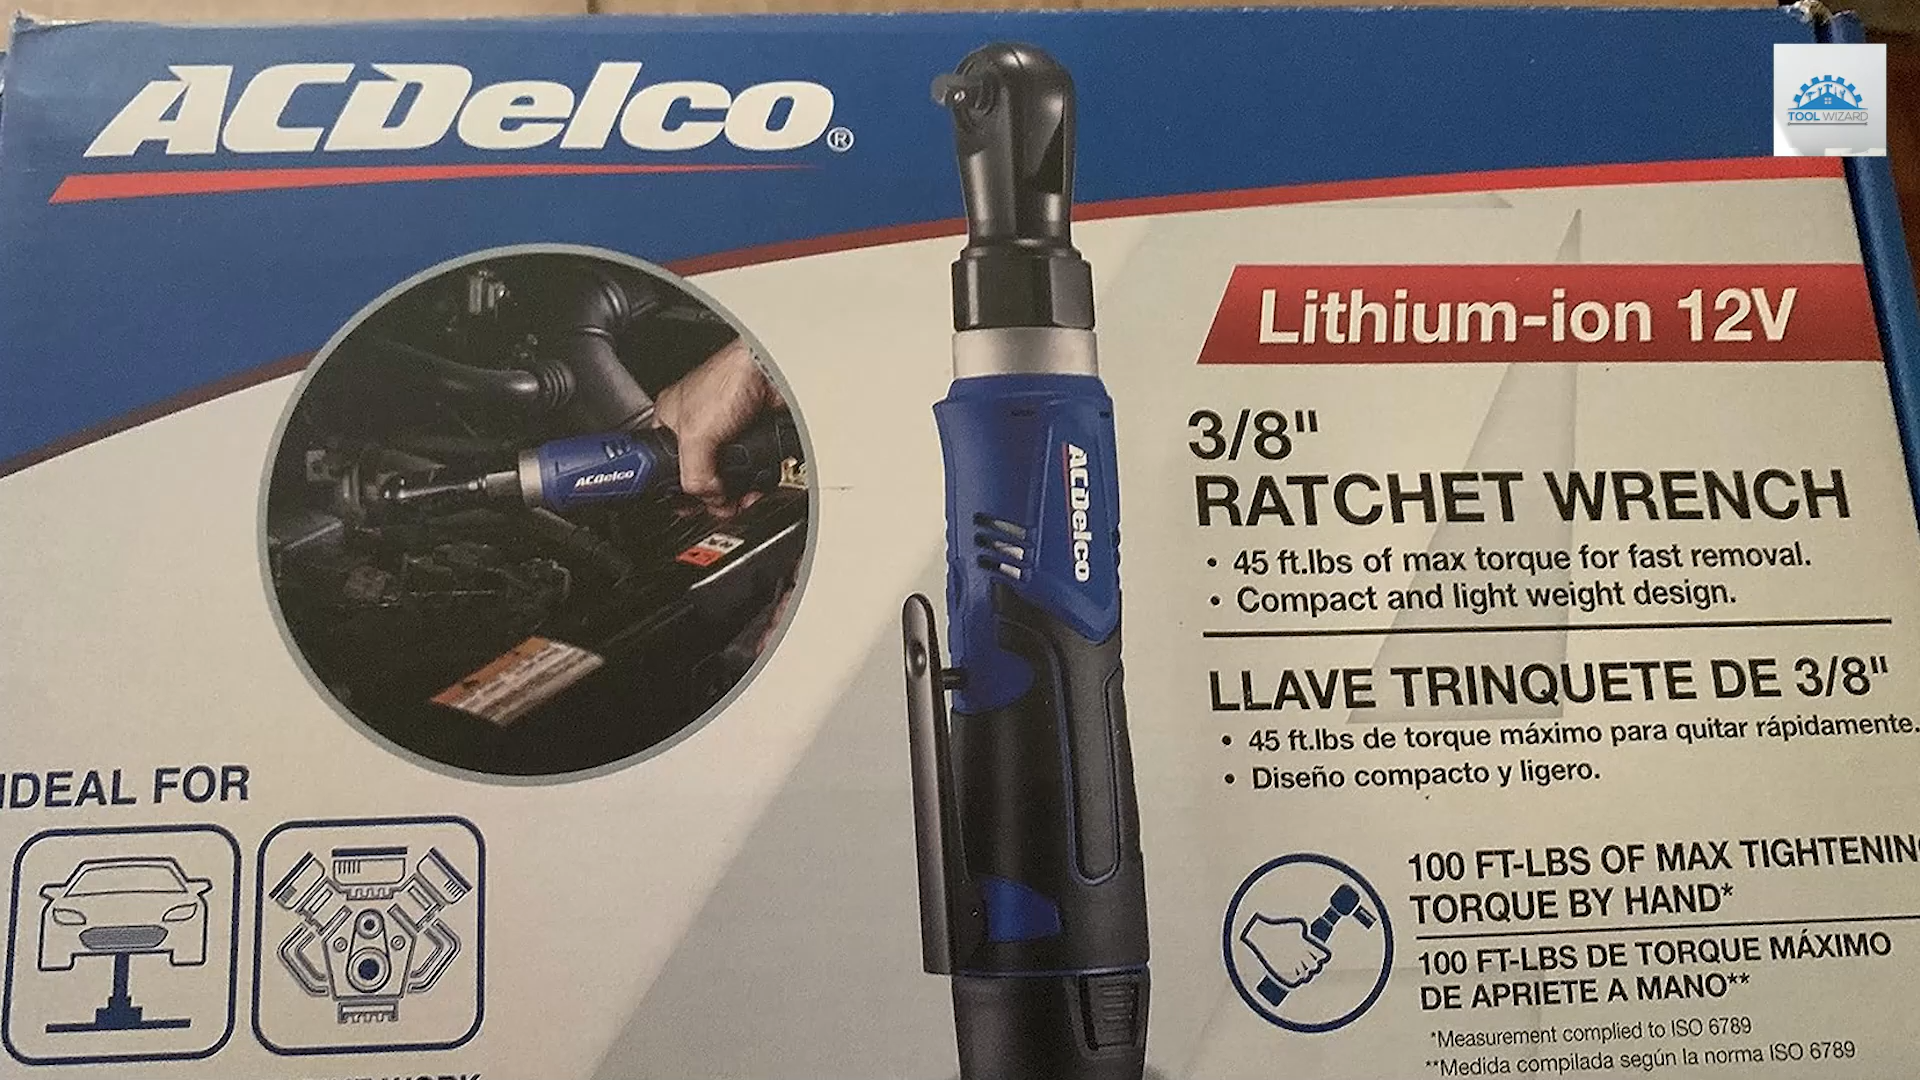 ACDelco®
TOOL WIZARD
Lithium-ion 12V
3/8"
RATCHET WRENCH
• 45 ft.lbs of max torque for fast removal.
• Compact and light weight design.
LLAVE TRINQUETE DE 3/8"
• 45 ft.lbs de torque máximo para quitar rápidamente.
• Diseño compacto y ligero.
ACDelco
ACDelco
IDEAL FOR
100 FT-LBS OF MAX TIGHTENIN
TORQUE BY HAND*
100 FT-LBS DE TORQUE MÁXIMO
DE APRIETE A MANO**
*Measurement complied to ISO 6789
**Medida compilada según la norma ISO 6789